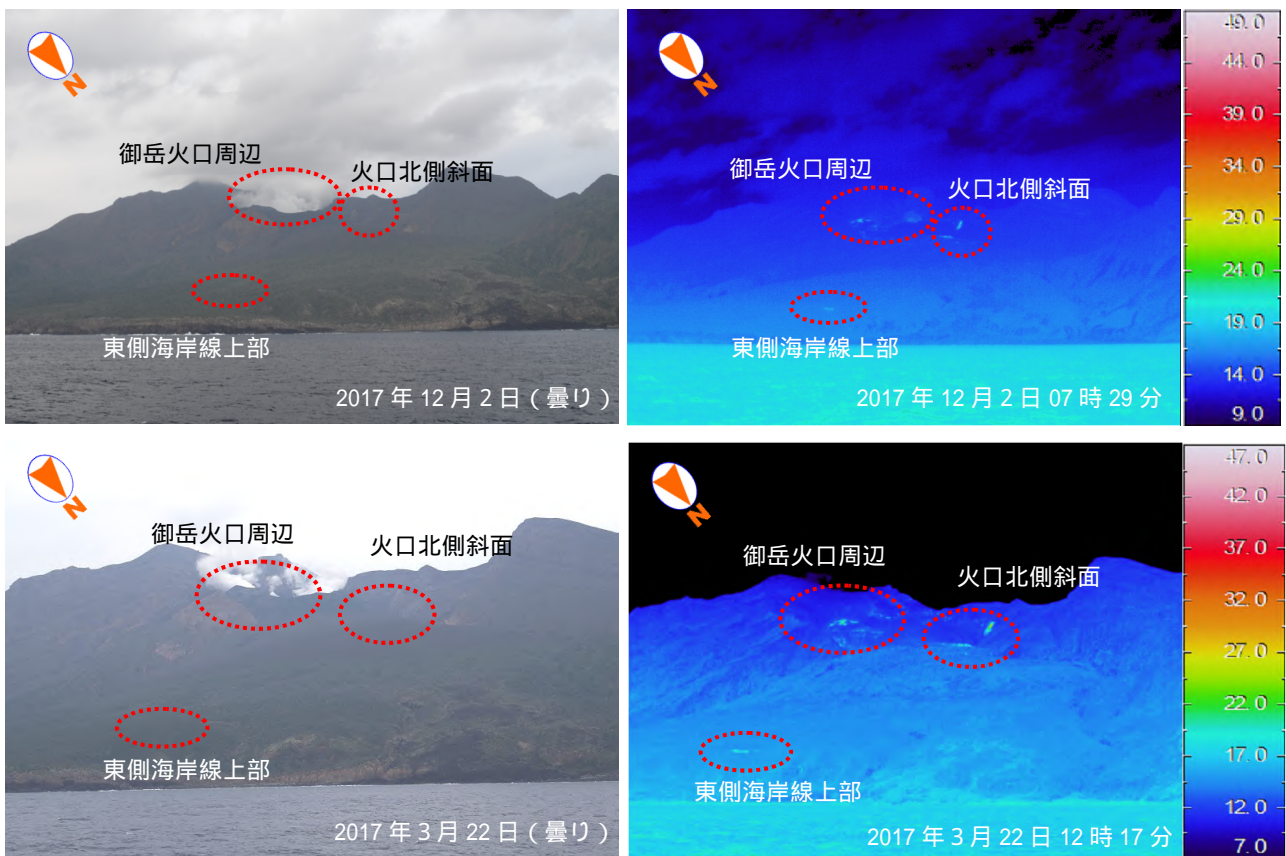 N
御岳火口周辺
火口北側斜面
東側海岸線上部
2017年12月2日(曇り)
N
御岳火口周辺
火口北側斜面
東側海岸線上部
2017年12月2日07時29分
49.0
44.0
39.0
34.0
29.0
24.0
19.0
14.0
9.0
N
御岳火口周辺
火口北側斜面
東側海岸線上部
2017年3月22日(曇り)
N
御岳火口周辺
火口北側斜面
東側海岸線上部
2017年3月22日12時17分
47.0
42.0
37.0
32.0
27.0
22.0
17.0
12.0
7.0